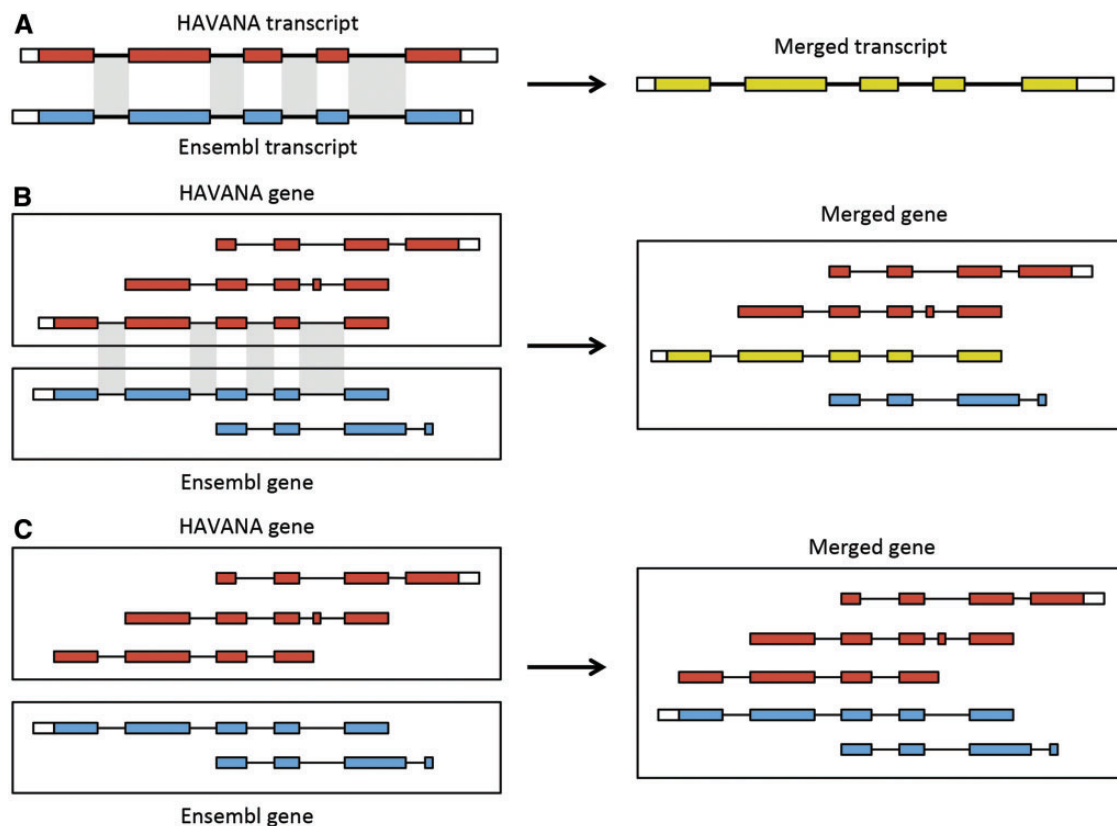 A
HAVANA transcript
Merged transcript
Ensembl transcript
B
HAVANA gene
Merged gene
Ensembl gene
C
HAVANA gene
Merged gene
Ensembl gene